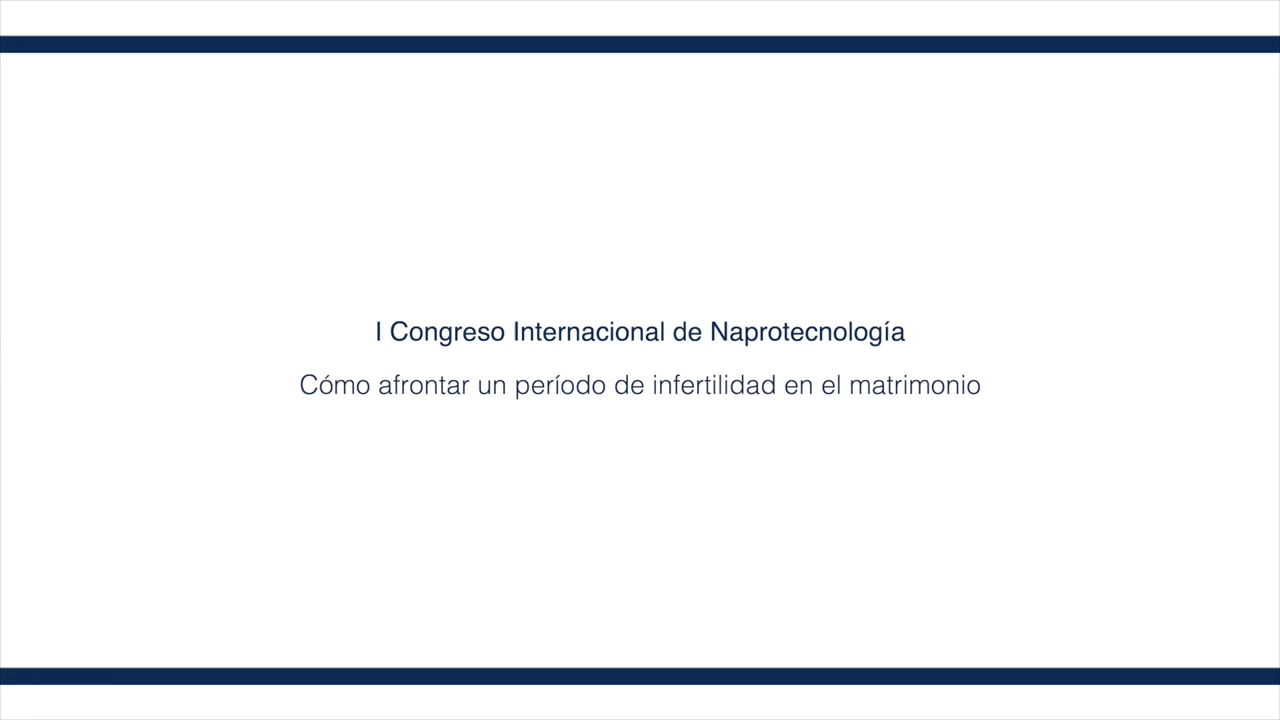 I Congreso Internacional de Naprotecnología
Cómo afrontar un período de infertilidad en el matrimonio